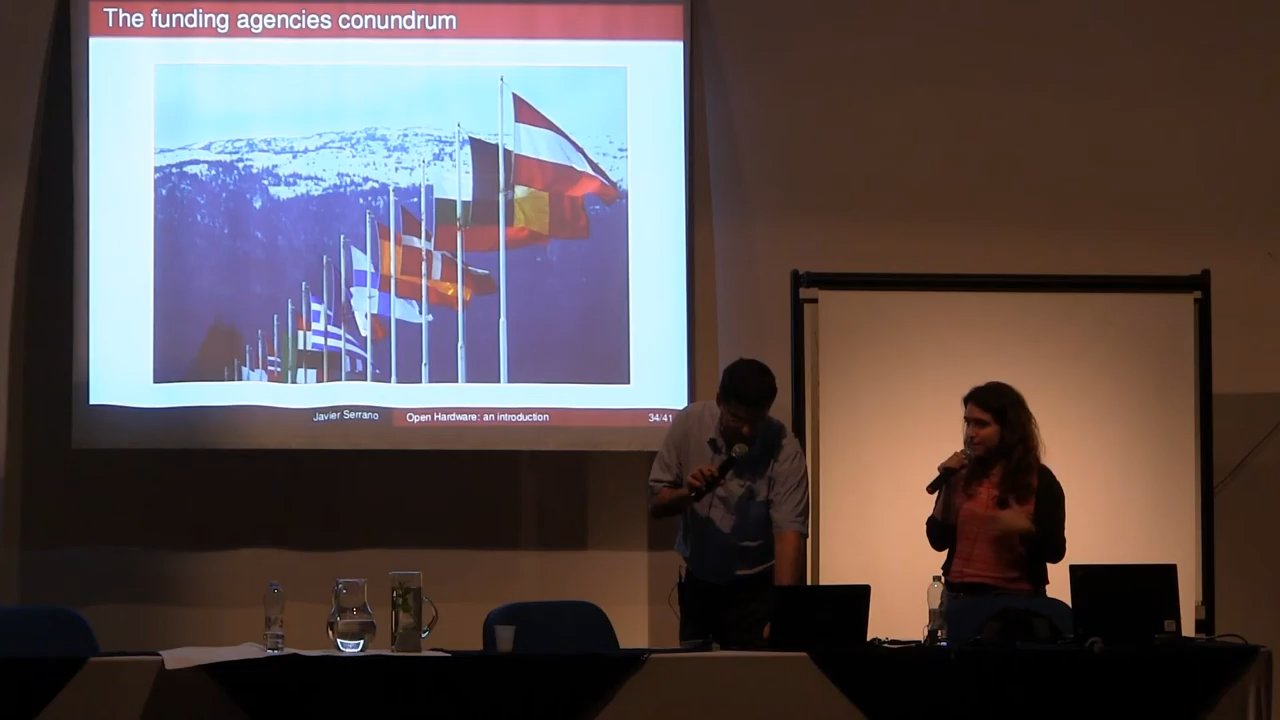 The funding agencies conundrum
Javier Serrano
Open Hardware: an introduction
34/41